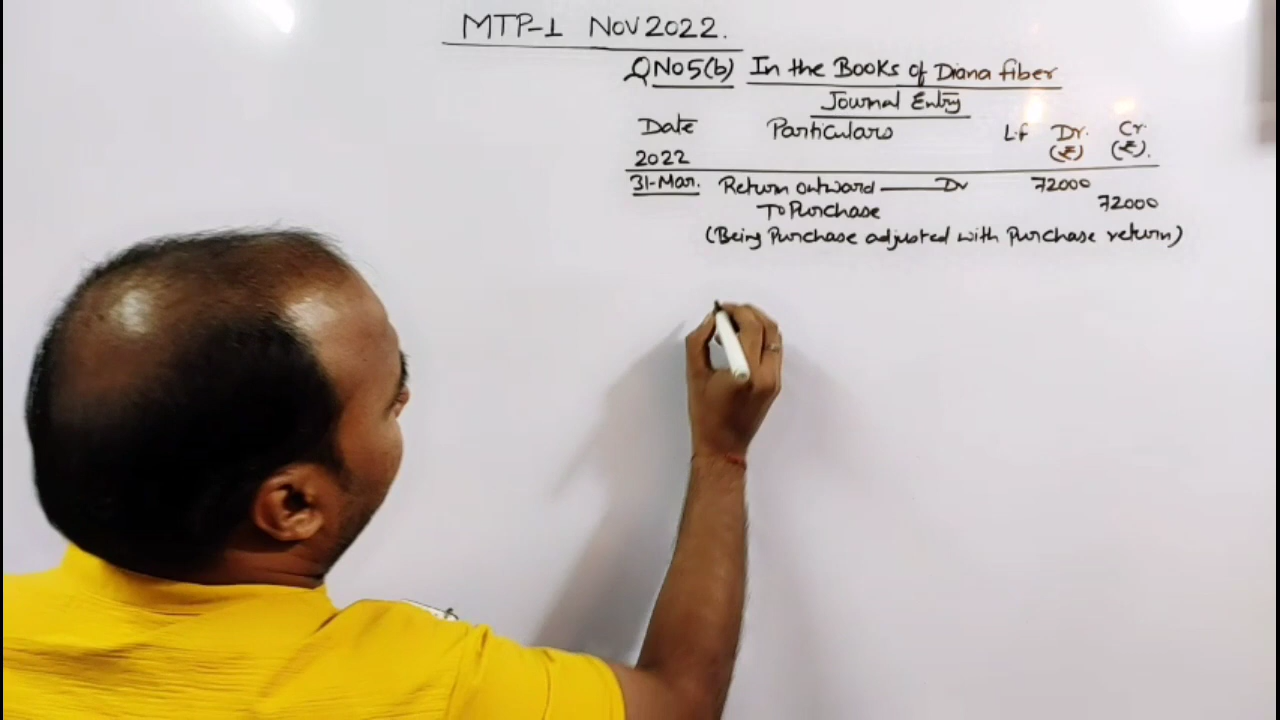 MTP-1 NOV 2022.
Q No 5(b) In the Books of Diana fiber
Journal Entry
Date Particulars L.f Dr. (₹) Cr. (₹).
2022
31-Mar. Return outward ——— Dr 72000
To Purchase 72000
(Being Purchase adjusted with Purchase return)